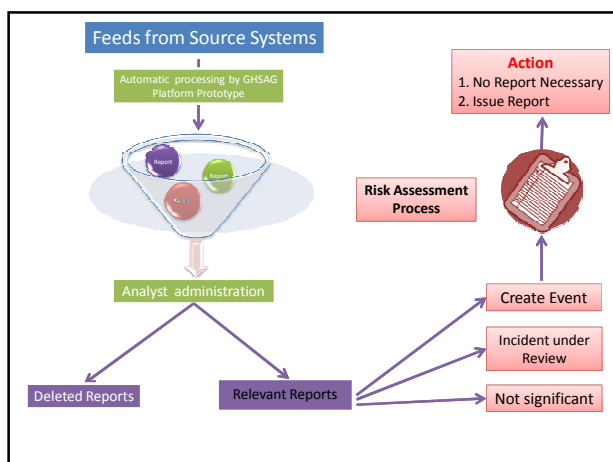 Feeds from Source Systems
Automatic processing by GHSAG
Platform Prototype
Report
Report
Analyst administration
Deleted Reports
Relevant Reports
Action
1. No Report Necessary
2. Issue Report
Risk Assessment
Process
Create Event
Incident under
Review
Not significant